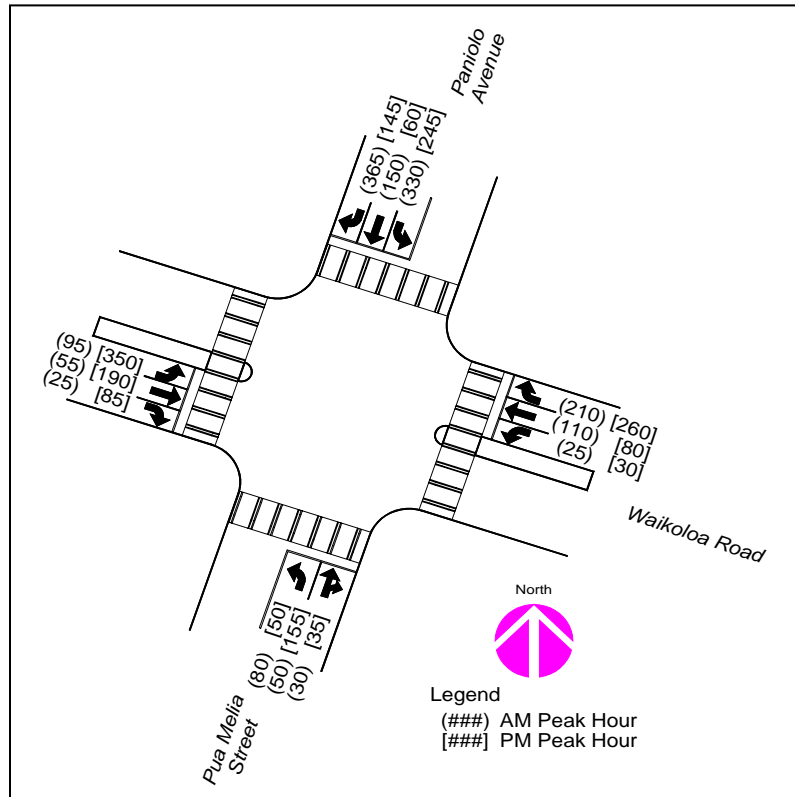 Paniolo
Avenue
(365) [145]
(150) [60]
(330) [245]
(95) [350]
(55) [190]
(25) [85]
(210) [260]
(110) [80]
(25) [30]
Waikoloa Road
(80) [50]
(50) [155]
(30) [35]
Pua Melia
Street
North
Legend
(###) AM Peak Hour
[###] PM Peak Hour